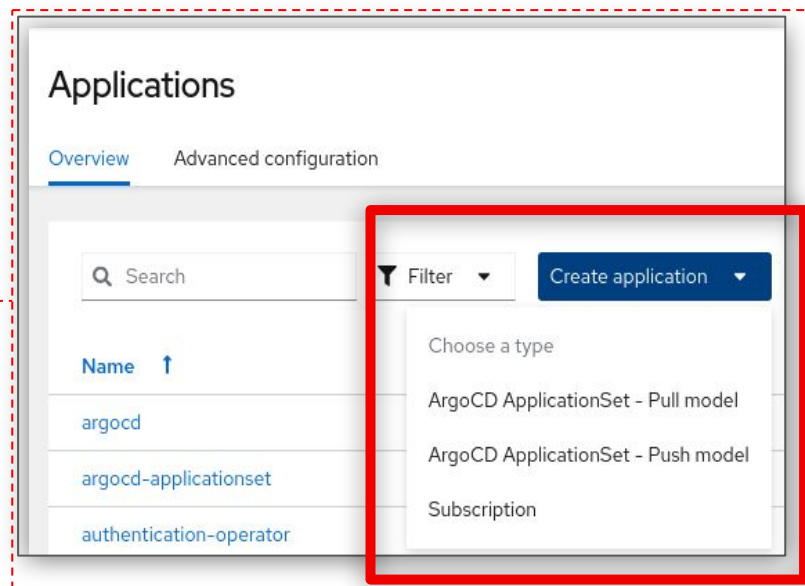 Applications
Overview Advanced configuration
Search Filter Create application
Choose a type
Name
ArgoCD ApplicationSet - Pull model
argocd
ArgoCD ApplicationSet - Push model
argocd-applicationset
Subscription
authentication-operator